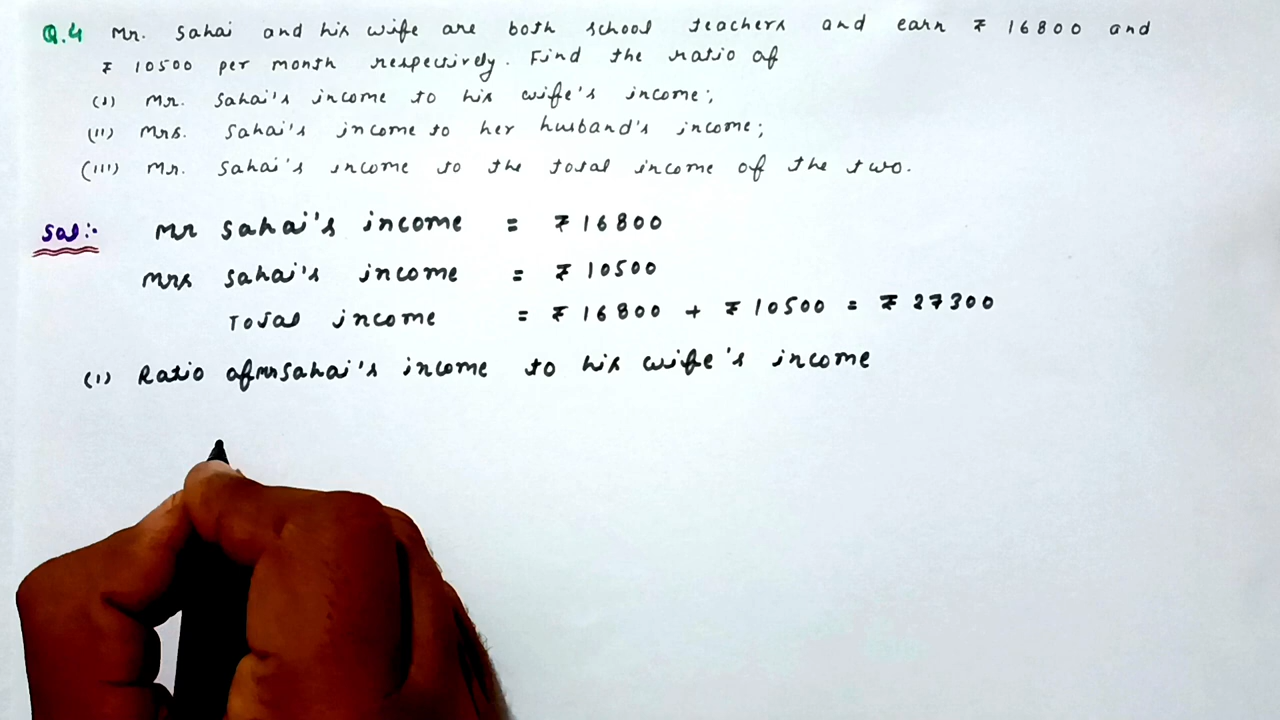 Q.4 Mr. Sahai and his wife are both school teachers and earn ₹ 16800 and
₹ 10500 per month respectively. Find the ratio of
(i) Mr. Sahai's income to his wife's income;
(ii) Mrs. Sahai's income to her husband's income;
(iii) Mr. Sahai's income to the total income of the two.
Sol:- Mr Sahai's income = ₹ 16800
Mrs Sahai's income = ₹ 10500
Total income = ₹ 16800 + ₹ 10500 = ₹ 27300
(i) Ratio of Mr Sahai's income to his wife's income